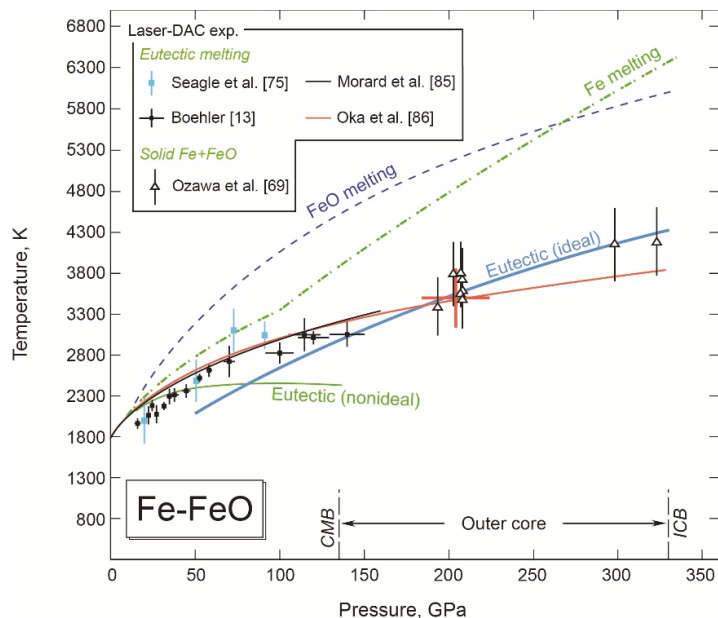 6800
6300
5800
5300
4800
4300
3800
3300
2800
2300
1800
1300
800
Temperature, K
Laser-DAC exp.
Eutectic melting
Seagle et al. [75]
Morard et al. [85]
Boehler [13]
Oka et al. [86]
Solid Fe+FeO
Ozawa et al. [69]
Fe melting
FeO melting
Eutectic (ideal)
Eutectic (nonideal)
Fe-FeO
CMB
Outer core
ICB
0 50 100 150 200 250 300 350
Pressure, GPa